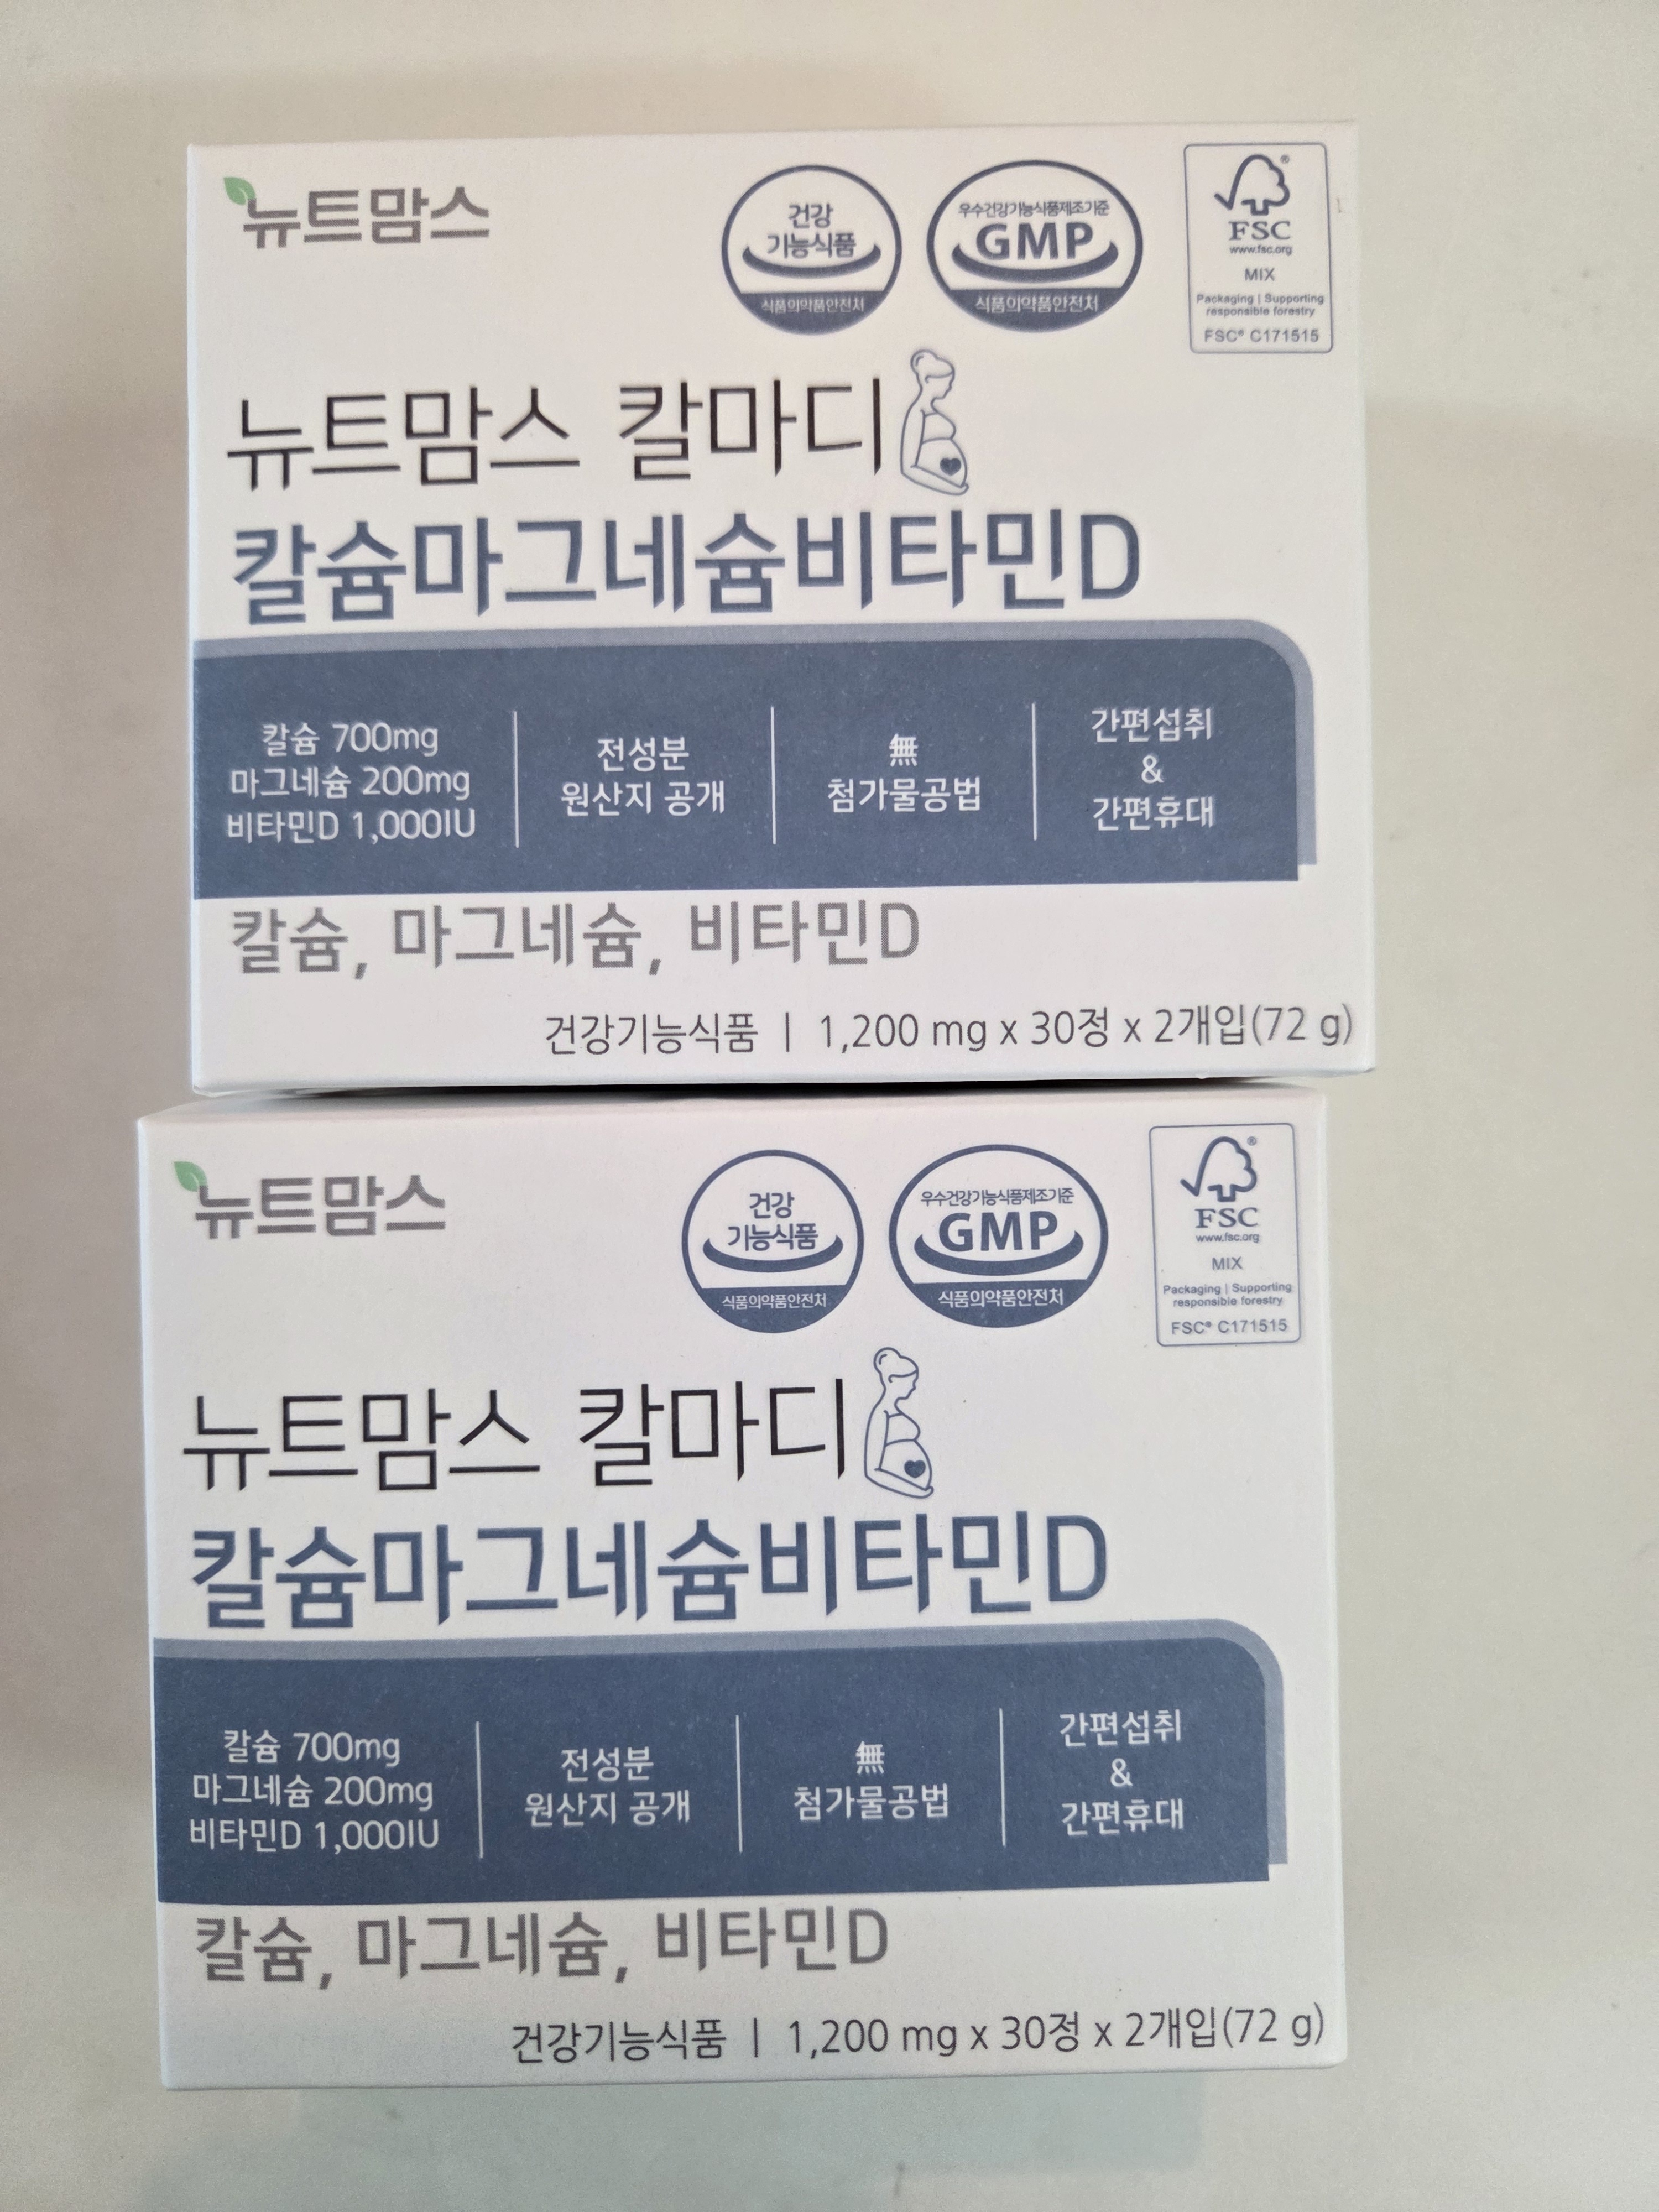 뉴트맘스
건강
기능식품
식품의약품안전처
우수건강기능식품제조기준
GMP
식품의약품안전처
FSC®
www.fsc.org
MIX
Packaging | Supporting
responsible forestry
FSC® C171515
뉴트맘스 칼마디
칼슘마그네슘비타민D
칼슘 700mg
마그네슘 200mg
비타민D 1,000IU
전성분
원산지 공개
無
첨가물공법
간편섭취
&
간편휴대
칼슘, 마그네슘, 비타민D
건강기능식품 | 1,200 mg x 30정 x 2개입(72 g)
뉴트맘스
건강
기능식품
식품의약품안전처
우수건강기능식품제조기준
GMP
식품의약품안전처
FSC®
www.fsc.org
MIX
Packaging | Supporting
responsible forestry
FSC® C171515
뉴트맘스 칼마디
칼슘마그네슘비타민D
칼슘 700mg
마그네슘 200mg
비타민D 1,000IU
전성분
원산지 공개
無
첨가물공법
간편섭취
&
간편휴대
칼슘, 마그네슘, 비타민D
건강기능식품 | 1,200 mg x 30정 x 2개입(72 g)